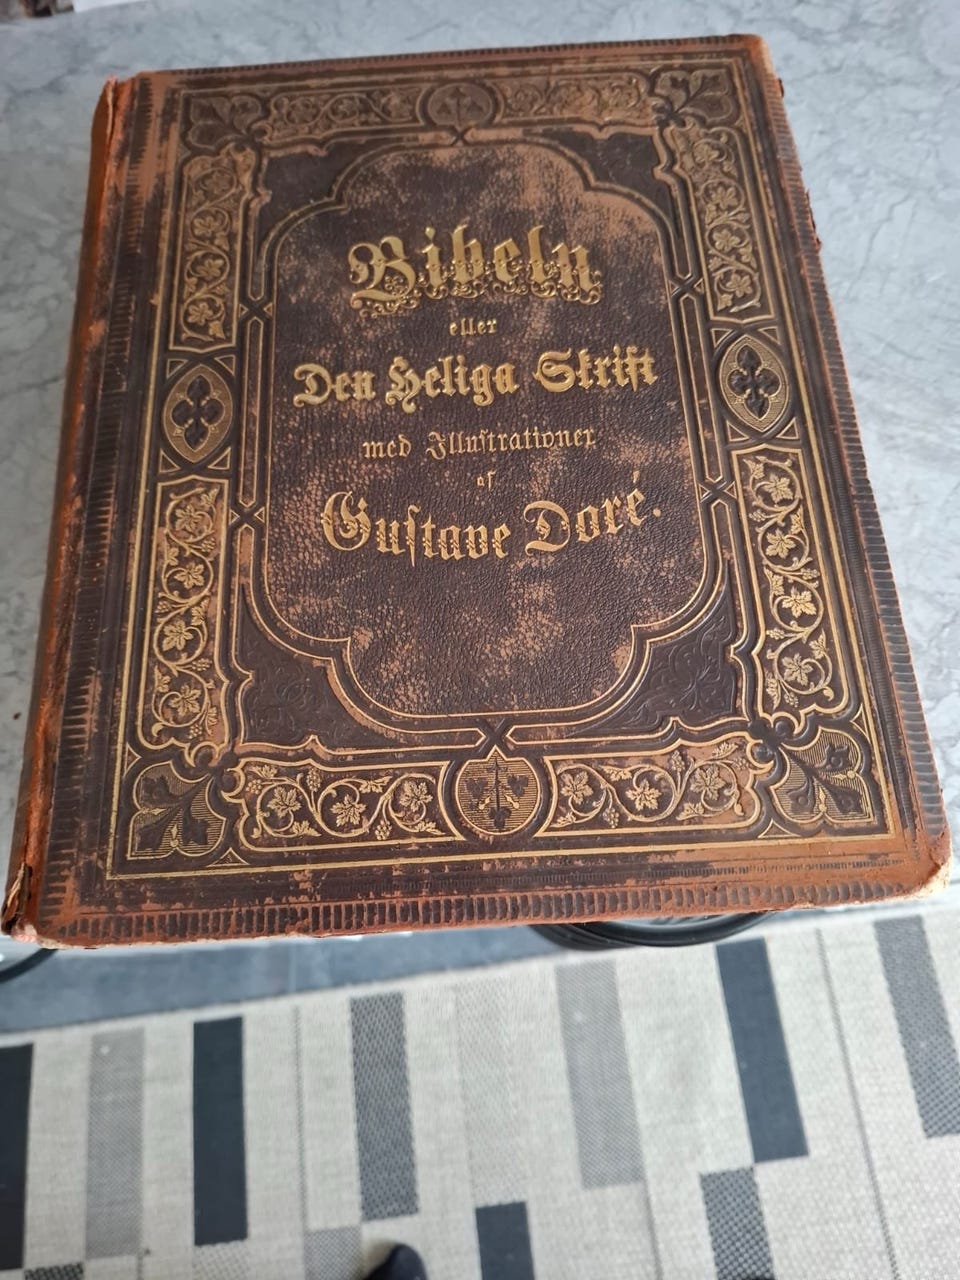 Bibeln
eller
Den Heliga Skrift
med Illustrationer
af
Gustave Doré.